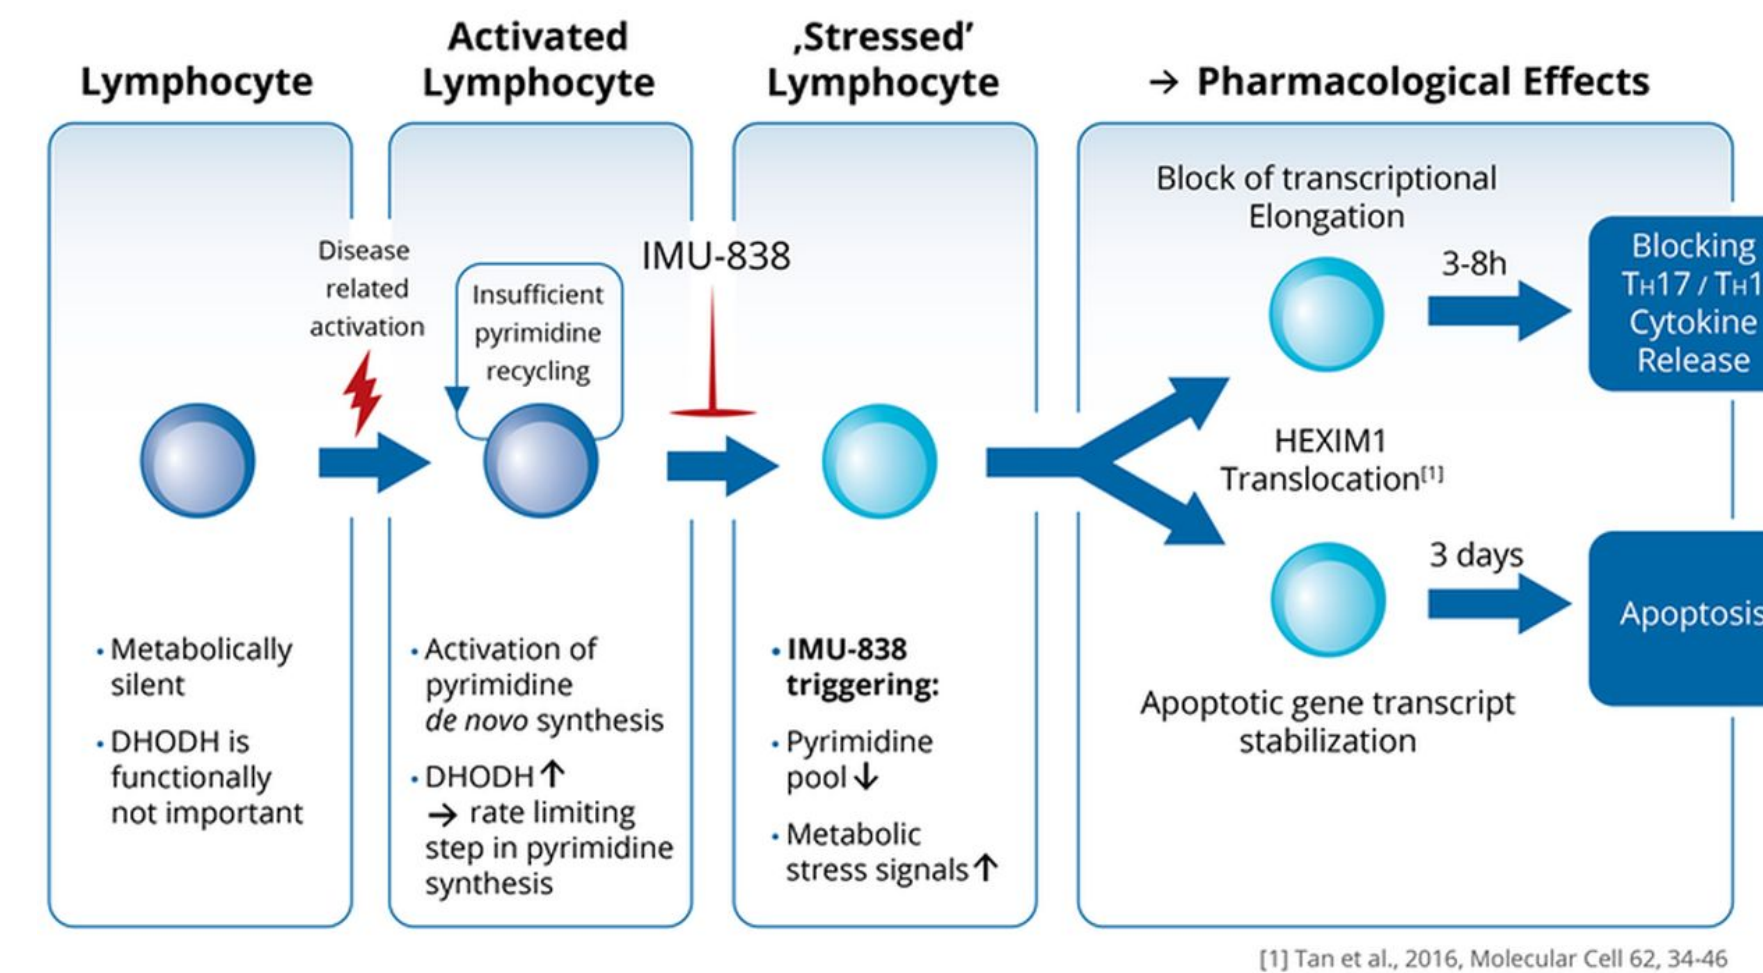 Lymphocyte
Activated
Lymphocyte
‚Stressed’
Lymphocyte
→ Pharmacological Effects
Disease
related
activation
Insufficient
pyrimidine
recycling
IMU-838
Block of transcriptional
Elongation
3-8h
Blocking
TH17 / TH1
Cytokine
Release
HEXIM1
Translocation[1]
3 days
Apoptosis
Apoptotic gene transcript
stabilization
• Metabolically
silent
• DHODH is
functionally
not important
• Activation of
pyrimidine
de novo synthesis
• DHODH ↑
→ rate limiting
step in pyrimidine
synthesis
• IMU-838
triggering:
• Pyrimidine
pool ↓
• Metabolic
stress signals ↑
[1] Tan et al., 2016, Molecular Cell 62, 34-46